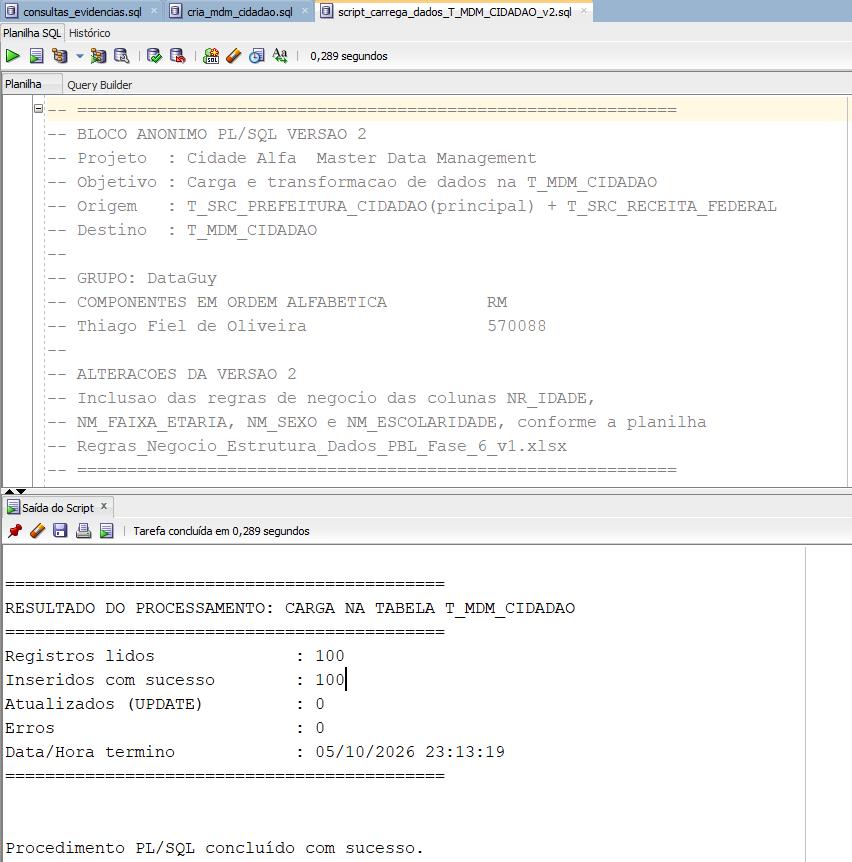 consultas_evidencias.sql × cria_mdm_cidadao.sql × script_carrega_dados_T_MDM_CIDADAO_v2.sql ×
Planilha SQL Histórico
SQL Aa 0,289 segundos
Planilha Query Builder
-- ============================================================
-- BLOCO ANONIMO PL/SQL VERSAO 2
-- Projeto  : Cidade Alfa  Master Data Management
-- Objetivo : Carga e transformacao de dados na T_MDM_CIDADAO
-- Origem   : T_SRC_PREFEITURA_CIDADAO(principal) + T_SRC_RECEITA_FEDERAL
-- Destino  : T_MDM_CIDADAO
--
-- GRUPO: DataGuy
-- COMPONENTES EM ORDEM ALFABETICA          RM
-- Thiago Fiel de Oliveira                  570088
--
-- ALTERACOES DA VERSAO 2
-- Inclusao das regras de negocio das colunas NR_IDADE,
-- NM_FAIXA_ETARIA, NM_SEXO e NM_ESCOLARIDADE, conforme a planilha
-- Regras_Negocio_Estrutura_Dados_PBL_Fase_6_v1.xlsx
-- ============================================================
Saída do Script ×
Tarefa concluída em 0,289 segundos
============================================
RESULTADO DO PROCESSAMENTO: CARGA NA TABELA T_MDM_CIDADAO
============================================
Registros lidos              : 100
Inseridos com sucesso        : 100
Atualizados (UPDATE)         : 0
Erros                        : 0
Data/Hora termino            : 05/10/2026 23:13:19
============================================
Procedimento PL/SQL concluído com sucesso.